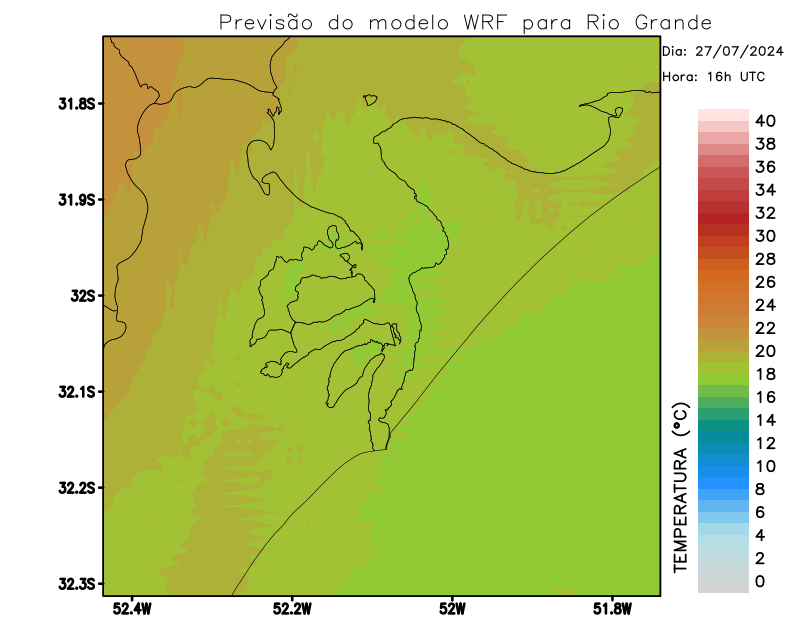 Previsão do modelo WRF para Rio Grande
Dia: 27/07/2024
Hora: 16h UTC
31.8S
31.9S
32S
32.1S
32.2S
32.3S
52.4W
52.2W
52W
51.8W
TEMPERATURA (°C)
40
38
36
34
32
30
28
26
24
22
20
18
16
14
12
10
8
6
4
2
0